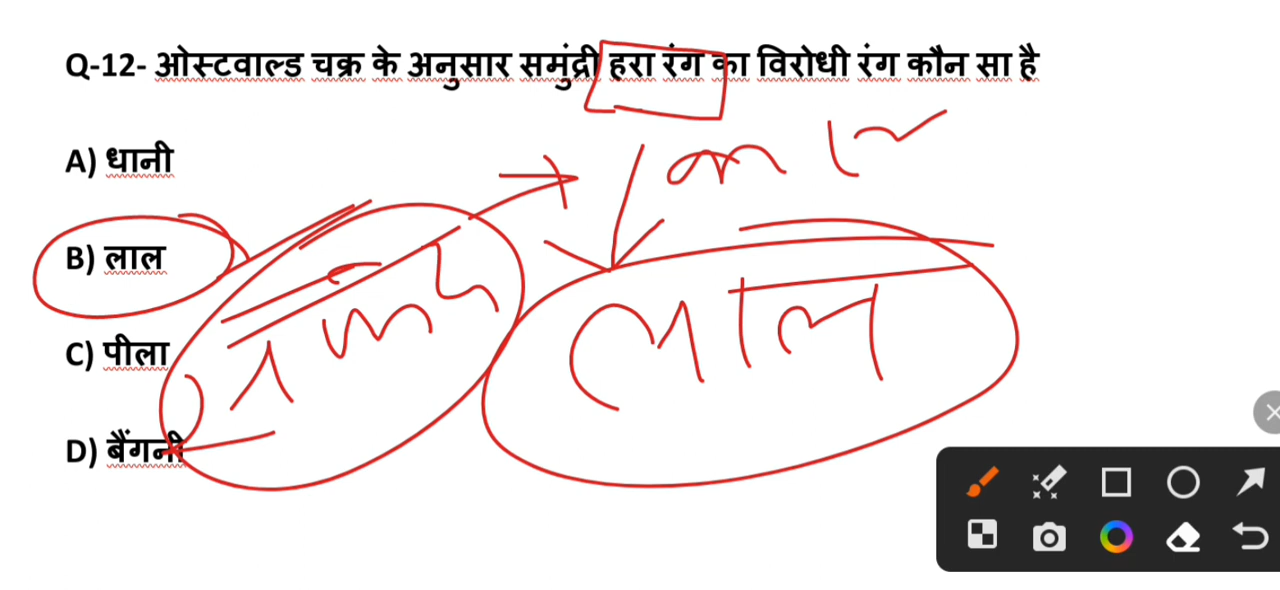 Q-12- ओस्टवाल्ड चक्र के अनुसार समुंद्री हरा रंग का विरोधी रंग कौन सा है
A) धानी
B) लाल
C) पीला
D) बैंगनी
लाल